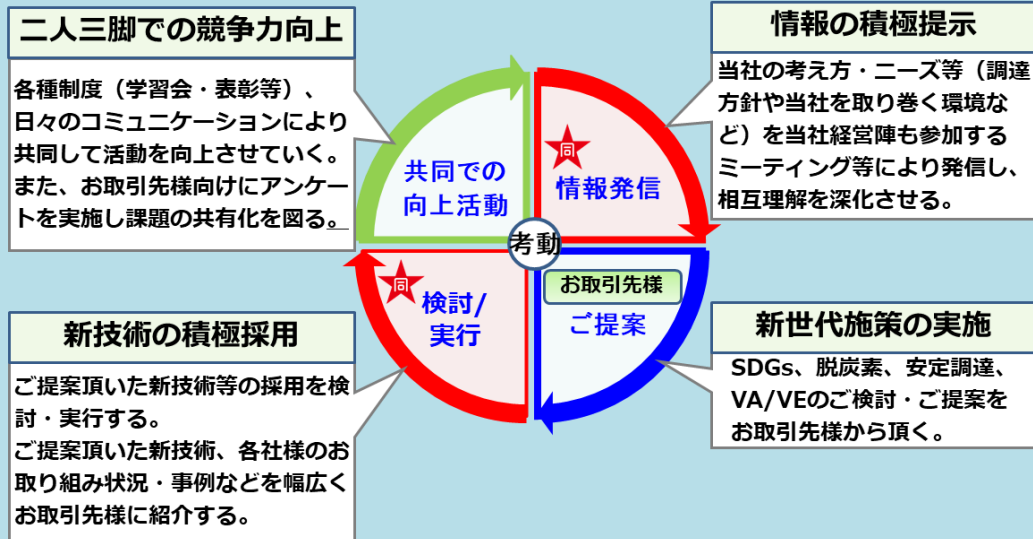 二人三脚での競争力向上
各種制度（学習会・表彰等）、
日々のコミュニケーションにより
共同して活動を向上させていく。
また、お取引先様向けにアンケー
トを実施し課題の共有化を図る。
情報の積極提示
当社の考え方・ニーズ等（調達
方針や当社を取り巻く環境な
ど）を当社経営陣も参加する
ミーティング等により発信し、
相互理解を深化させる。
共同での
向上活動
同
情報発信
考動
同
検討/
実行
お取引先様
ご提案
新技術の積極採用
ご提案頂いた新技術等の採用を検
討・実行する。
ご提案頂いた新技術、各社様のお
取り組み状況・事例などを幅広く
お取引先様に紹介する。
新世代施策の実施
SDGs、脱炭素、安定調達、
VA/VEのご検討・ご提案を
お取引先様から頂く。